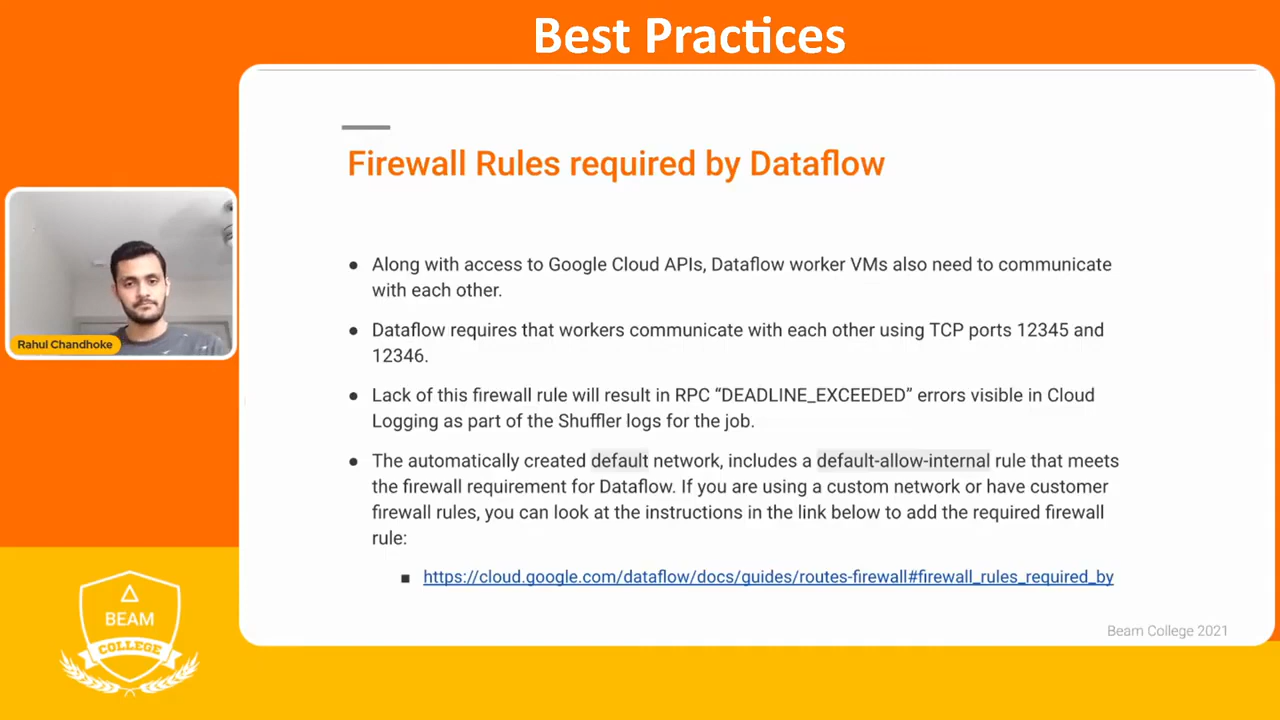 Best Practices
Firewall Rules required by Dataflow
● Along with access to Google Cloud APIs, Dataflow worker VMs also need to communicate
with each other.
● Dataflow requires that workers communicate with each other using TCP ports 12345 and
12346.
● Lack of this firewall rule will result in RPC “DEADLINE_EXCEEDED” errors visible in Cloud
Logging as part of the Shuffler logs for the job.
● The automatically created default network, includes a default-allow-internal rule that meets
the firewall requirement for Dataflow. If you are using a custom network or have customer
firewall rules, you can look at the instructions in the link below to add the required firewall
rule:
■ https://cloud.google.com/dataflow/docs/guides/routes-firewall#firewall_rules_required_by
Rahul Chandhoke
BEAM
COLLEGE
Beam College 2021